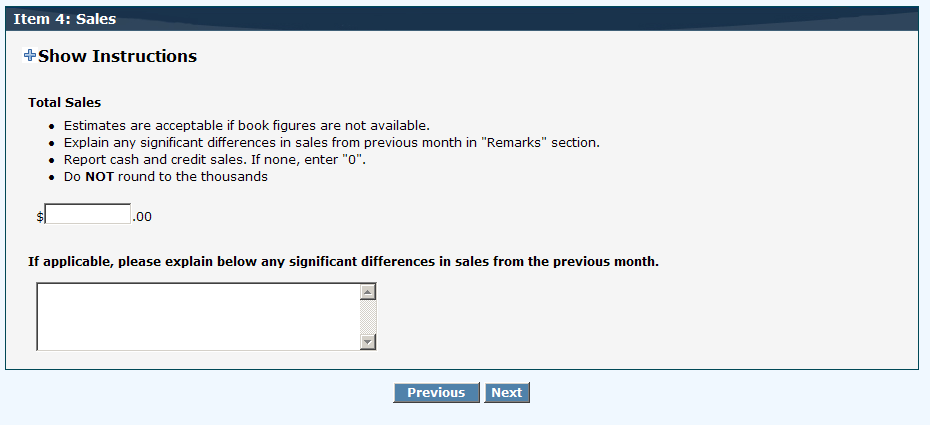 Item 4: Sales
Show Instructions
Total Sales
• Estimates are acceptable if book figures are not available.
• Explain any significant differences in sales from previous month in "Remarks" section.
• Report cash and credit sales. If none, enter "0".
• Do NOT round to the thousands
$ .00
If applicable, please explain below any significant differences in sales from the previous month.
Previous Next